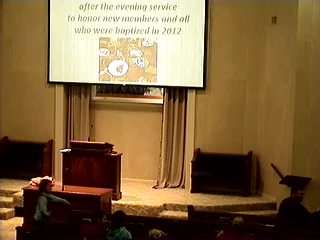 after the evening service
to honor new members and all
who were baptized in 2012